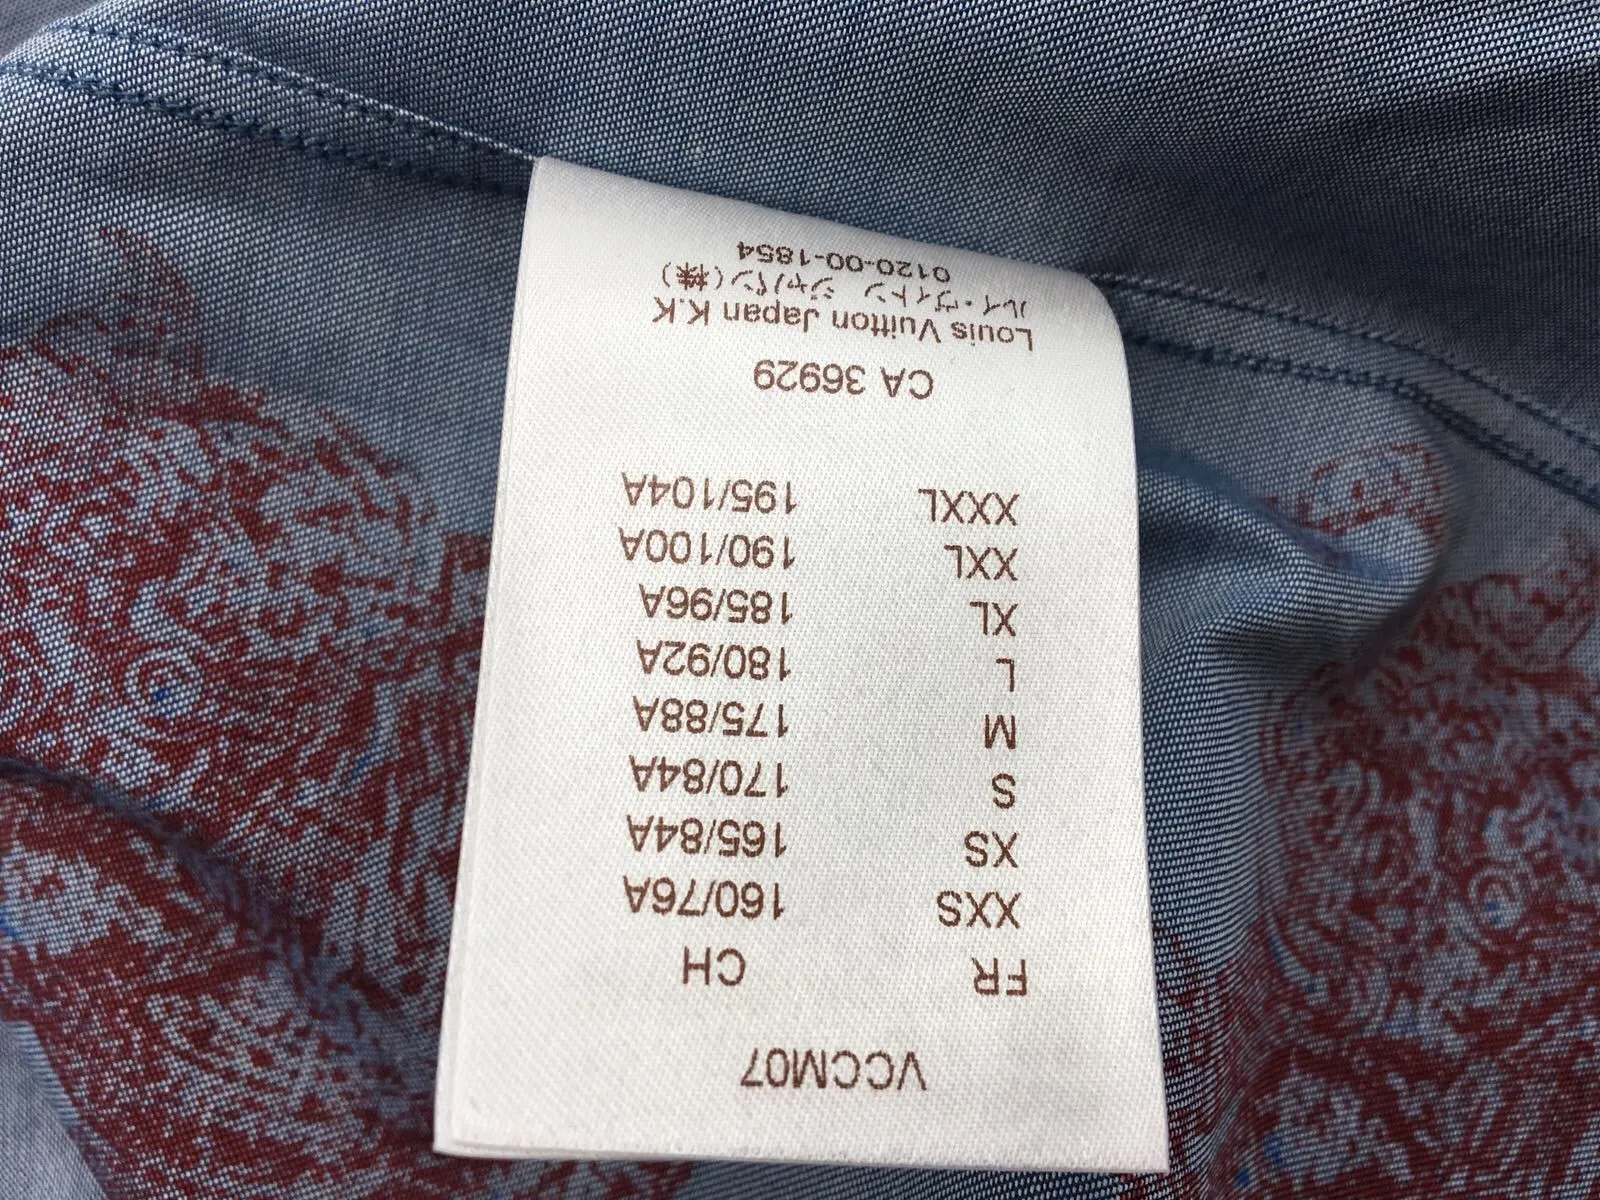 VCCM07
FR CH
XXS 160/76A
XS 165/84A
S 170/84A
M 175/88A
L 180/92A
XL 185/96A
XXL 190/100A
XXXL 195/104A
CA 36929
Louis Vuitton Japan K.K
ルイ・ヴィトン ジャパン(株)
0120-00-1854